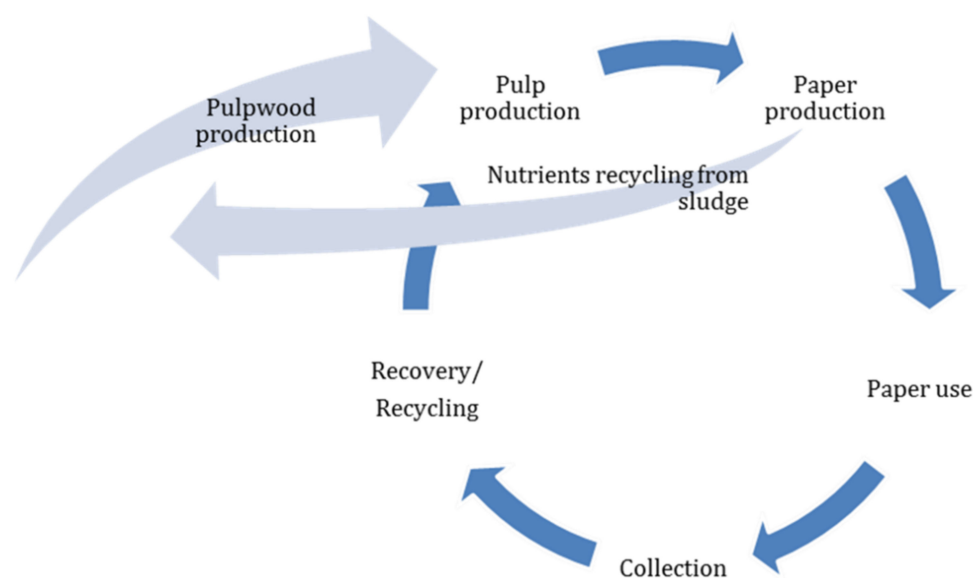 Pulpwood
production
Pulp
production
Paper
production
Nutrients recycling from
sludge
Paper use
Collection
Recovery/
Recycling